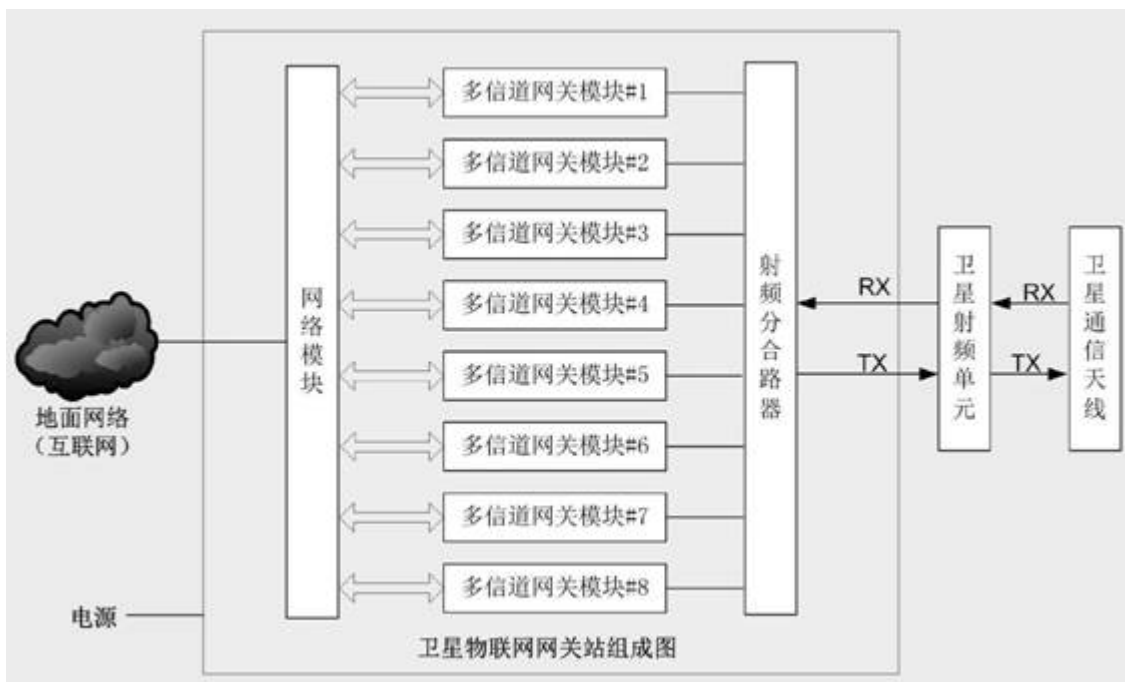 多信道网关模块#1
多信道网关模块#2
多信道网关模块#3
多信道网关模块#4
多信道网关模块#5
多信道网关模块#6
多信道网关模块#7
多信道网关模块#8
网络模块
射频分合路器
RX
TX
卫星射频单元
RX
TX
卫星通信天线
地面网络
（互联网）
电源
卫星物联网网关站组成图